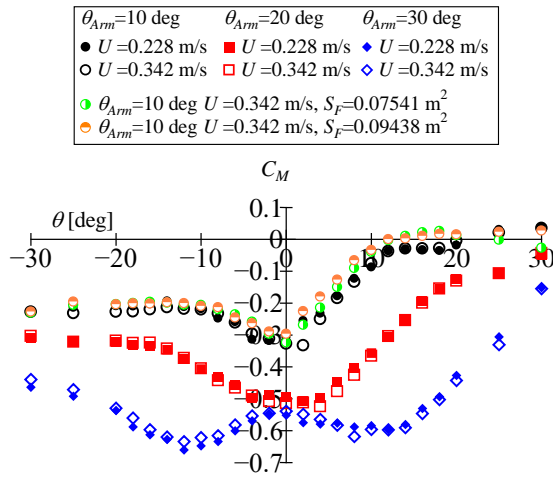 θArm=10 deg θArm=20 deg θArm=30 deg
U=0.228 m/s U=0.228 m/s U=0.228 m/s
U=0.342 m/s U=0.342 m/s U=0.342 m/s
θArm=10 deg U=0.342 m/s, SF=0.07541 m²
θArm=10 deg U=0.342 m/s, SF=0.09438 m²
CM
θ [deg]
0.1
−30 −20 −10 0 10 20 30
−0.1
−0.2
−0.3
−0.4
−0.5
−0.6
−0.7